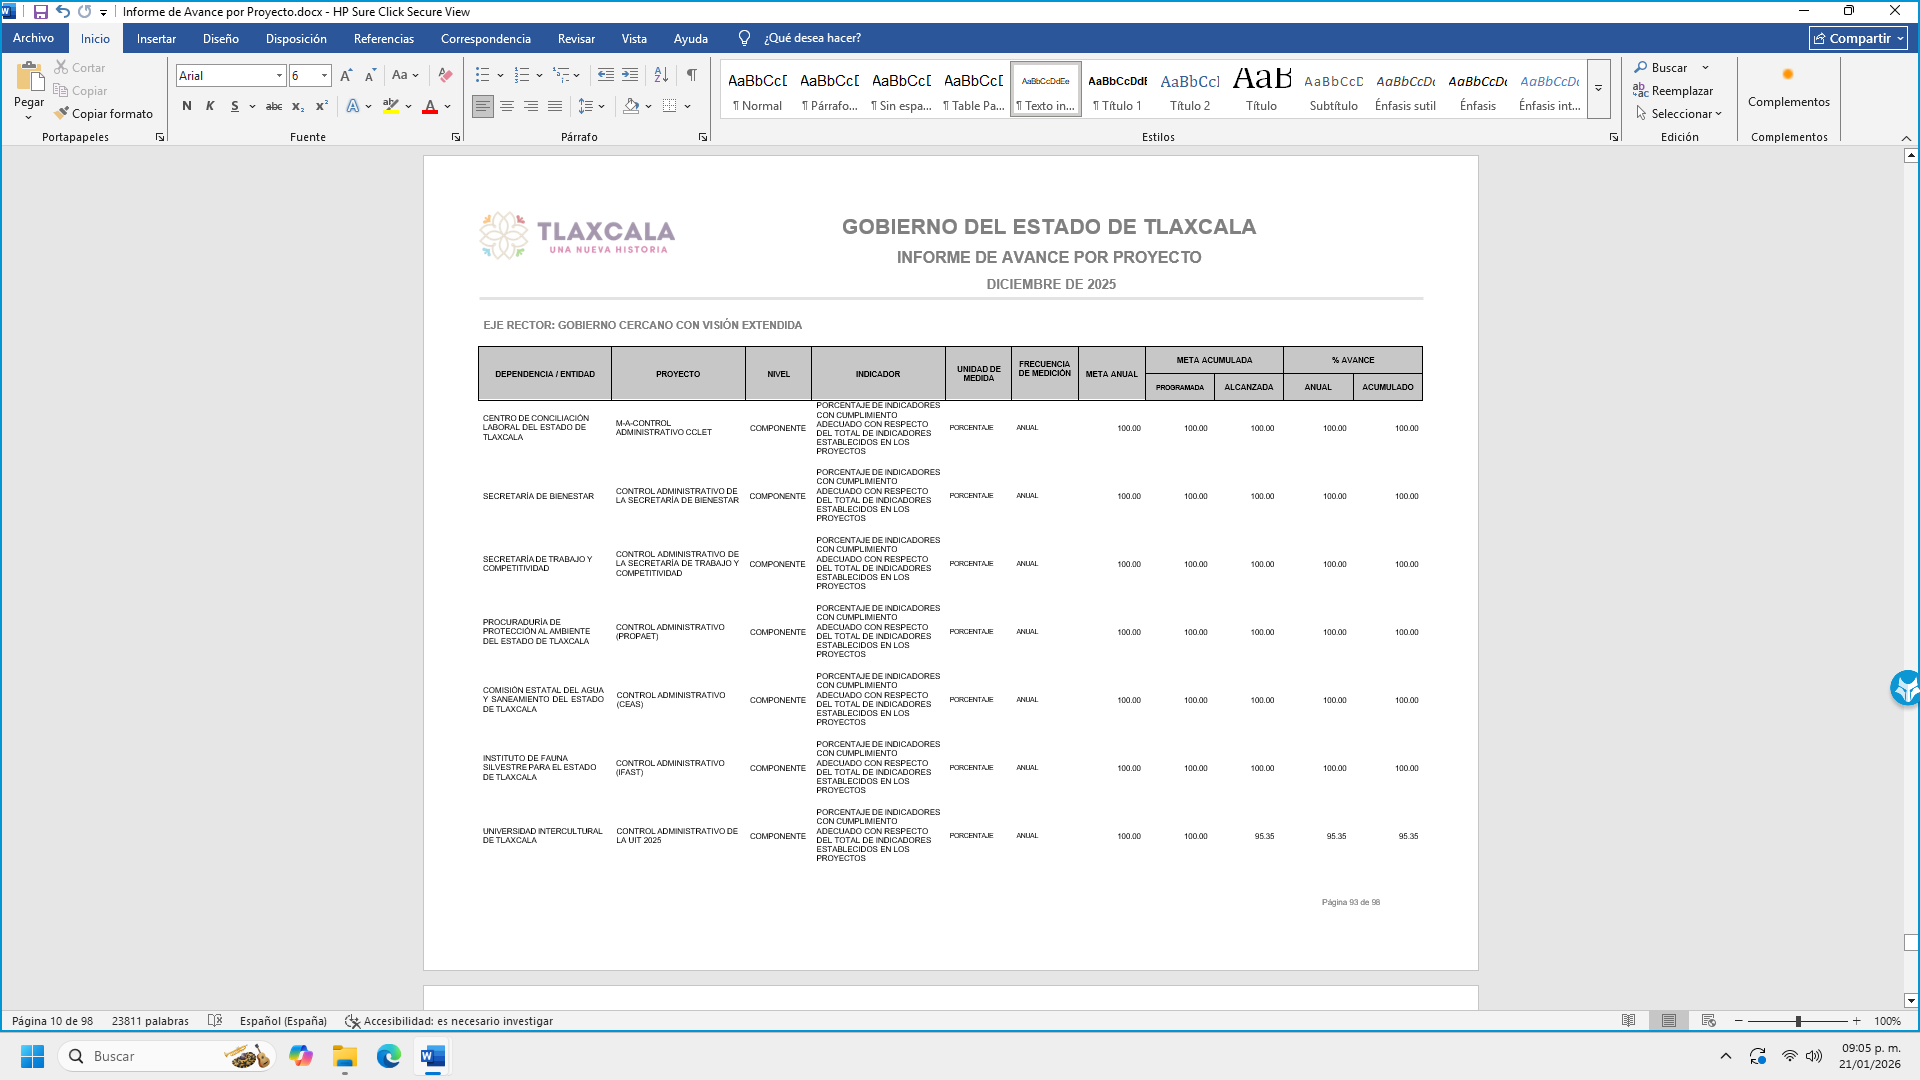 Informe de Avance por Proyecto.docx - HP Sure Click Secure View
Archivo
Inicio
Insertar
Diseño
Disposición
Referencias
Correspondencia
Revisar
Vista
Ayuda
¿Qué desea hacer?
Compartir
Pegar
Cortar
Copiar
Copiar formato
Portapapeles
Arial
6
Fuente
Párrafo
AaBbCcI ¶ Normal
AaBbCcI ¶ Párrafo...
AaBbCcI ¶ Sin espa...
AaBbCcI ¶ Table Pa...
AaBbCcDdEe ¶ Texto in...
AaBbCcDdE ¶ Título 1
AaBbCcI Título 2
AaB Título
AaBbCcD Subtítulo
AaBbCcDc Énfasis sutil
AaBbCcDc Énfasis
AaBbCcDc Énfasis int...
Estilos
Buscar
Reemplazar
Seleccionar
Edición
Complementos
Complementos
TLAXCALA
UNA NUEVA HISTORIA
GOBIERNO DEL ESTADO DE TLAXCALA
INFORME DE AVANCE POR PROYECTO
DICIEMBRE DE 2025
EJE RECTOR: GOBIERNO CERCANO CON VISIÓN EXTENDIDA
DEPENDENCIA / ENTIDAD
PROYECTO
NIVEL
INDICADOR
UNIDAD DE
MEDIDA
FRECUENCIA
DE MEDICIÓN
META ANUAL
META ACUMULADA
PROGRAMADA
ALCANZADA
% AVANCE
ANUAL
ACUMULADO
CENTRO DE CONCILIACIÓN
LABORAL DEL ESTADO DE
TLAXCALA
M-A-CONTROL
ADMINISTRATIVO CCLET
COMPONENTE
PORCENTAJE DE INDICADORES
CON CUMPLIMIENTO
ADECUADO CON RESPECTO
DEL TOTAL DE INDICADORES
ESTABLECIDOS EN LOS
PROYECTOS
PORCENTAJE
ANUAL
100.00
100.00
100.00
100.00
100.00
SECRETARÍA DE BIENESTAR
CONTROL ADMINISTRATIVO DE
LA SECRETARÍA DE BIENESTAR
COMPONENTE
PORCENTAJE DE INDICADORES
CON CUMPLIMIENTO
ADECUADO CON RESPECTO
DEL TOTAL DE INDICADORES
ESTABLECIDOS EN LOS
PROYECTOS
PORCENTAJE
ANUAL
100.00
100.00
100.00
100.00
100.00
SECRETARÍA DE TRABAJO Y
COMPETITIVIDAD
CONTROL ADMINISTRATIVO DE
LA SECRETARÍA DE TRABAJO Y
COMPETITIVIDAD
COMPONENTE
PORCENTAJE DE INDICADORES
CON CUMPLIMIENTO
ADECUADO CON RESPECTO
DEL TOTAL DE INDICADORES
ESTABLECIDOS EN LOS
PROYECTOS
PORCENTAJE
ANUAL
100.00
100.00
100.00
100.00
100.00
PROCURADURÍA DE
PROTECCIÓN AL AMBIENTE
DEL ESTADO DE TLAXCALA
CONTROL ADMINISTRATIVO
(PROPAET)
COMPONENTE
PORCENTAJE DE INDICADORES
CON CUMPLIMIENTO
ADECUADO CON RESPECTO
DEL TOTAL DE INDICADORES
ESTABLECIDOS EN LOS
PROYECTOS
PORCENTAJE
ANUAL
100.00
100.00
100.00
100.00
100.00
COMISIÓN ESTATAL DEL AGUA
Y SANEAMIENTO DEL ESTADO
DE TLAXCALA
CONTROL ADMINISTRATIVO
(CEAS)
COMPONENTE
PORCENTAJE DE INDICADORES
CON CUMPLIMIENTO
ADECUADO CON RESPECTO
DEL TOTAL DE INDICADORES
ESTABLECIDOS EN LOS
PROYECTOS
PORCENTAJE
ANUAL
100.00
100.00
100.00
100.00
100.00
INSTITUTO DE FAUNA
SILVESTRE PARA EL ESTADO
DE TLAXCALA
CONTROL ADMINISTRATIVO
(IFAST)
COMPONENTE
PORCENTAJE DE INDICADORES
CON CUMPLIMIENTO
ADECUADO CON RESPECTO
DEL TOTAL DE INDICADORES
ESTABLECIDOS EN LOS
PROYECTOS
PORCENTAJE
ANUAL
100.00
100.00
100.00
100.00
100.00
UNIVERSIDAD INTERCULTURAL
DE TLAXCALA
CONTROL ADMINISTRATIVO DE
LA UIT 2025
COMPONENTE
PORCENTAJE DE INDICADORES
CON CUMPLIMIENTO
ADECUADO CON RESPECTO
DEL TOTAL DE INDICADORES
ESTABLECIDOS EN LOS
PROYECTOS
PORCENTAJE
ANUAL
100.00
100.00
95.35
95.35
95.35
Página 93 de 98
Página 10 de 98
23811 palabras
Español (España)
Accesibilidad: es necesario investigar
100%
Buscar
09:05 p. m.
21/01/2026